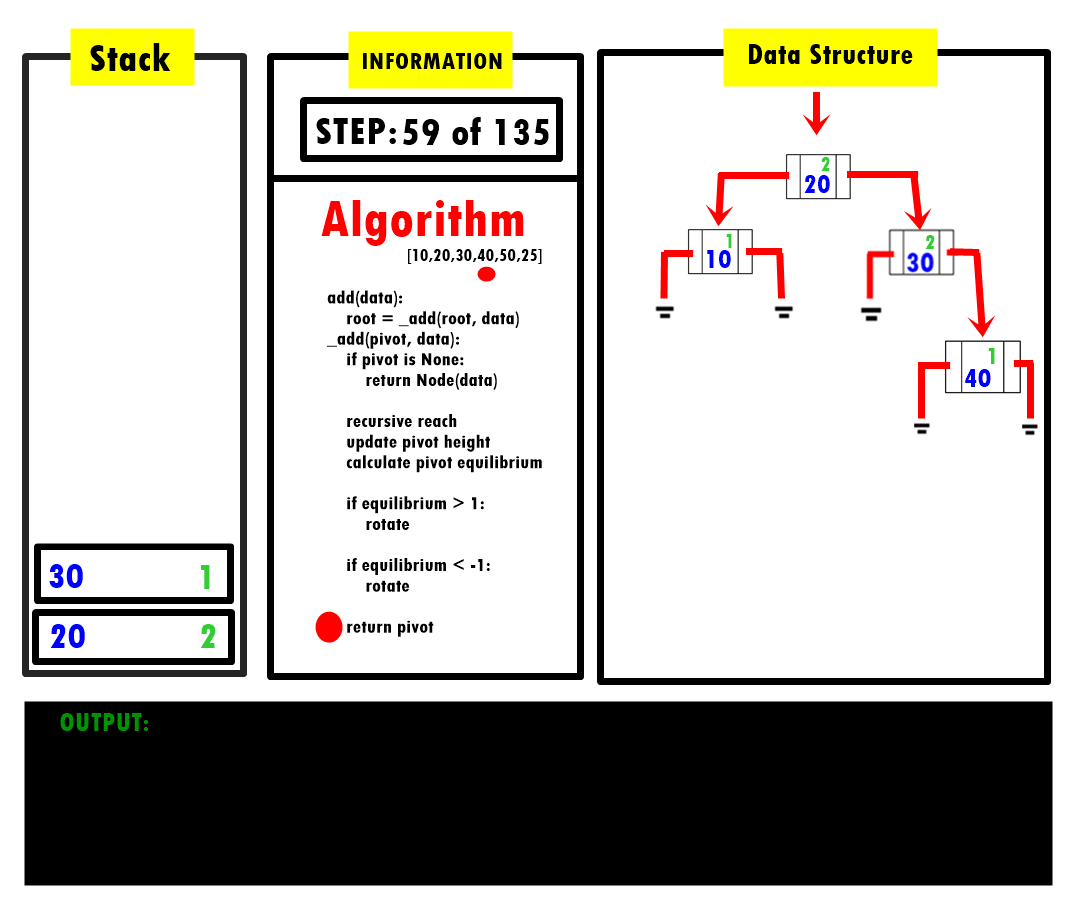 Stack
30 1
20 2
INFORMATION
STEP: 59 of 135
Algorithm
[10,20,30,40,50,25]
add(data):
root = _add(root, data)
_add(pivot, data):
if pivot is None:
return Node(data)
recursive reach
update pivot height
calculate pivot equilibrium
if equilibrium > 1:
rotate
if equilibrium < -1:
rotate
return pivot
Data Structure
2
20
1
10
2
30
1
40
OUTPUT: